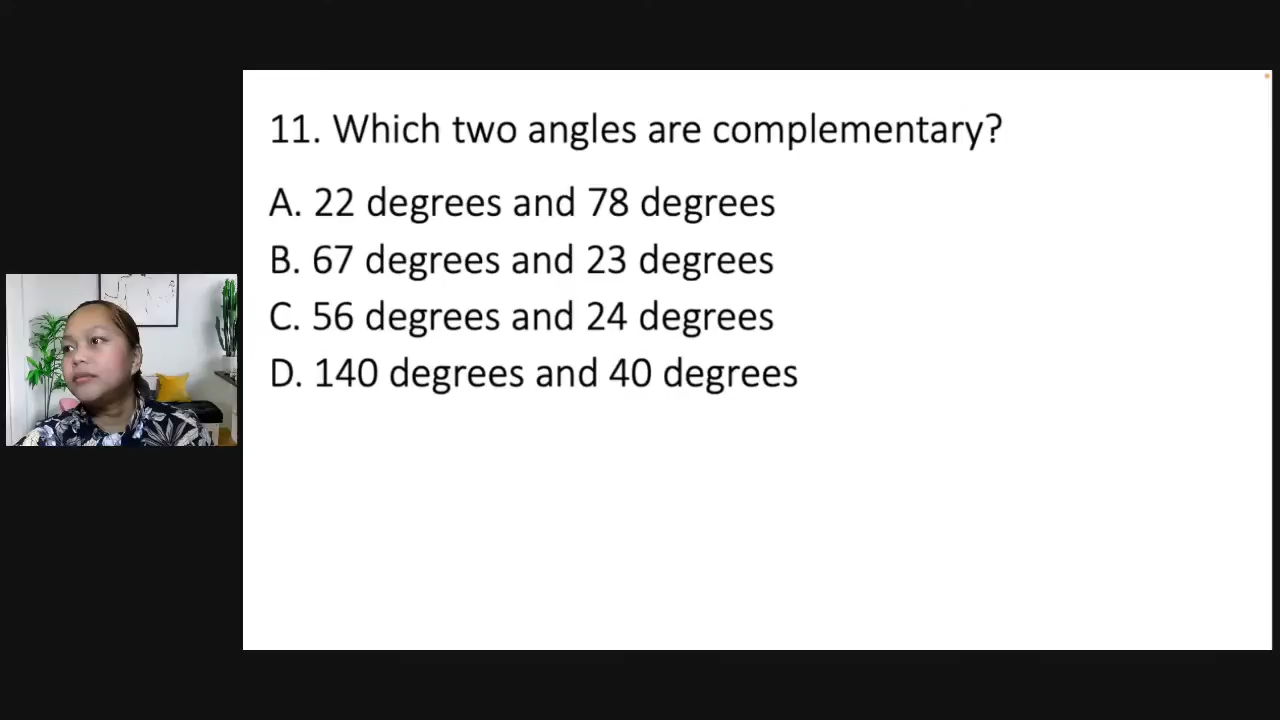 11. Which two angles are complementary?
A. 22 degrees and 78 degrees
B. 67 degrees and 23 degrees
C. 56 degrees and 24 degrees
D. 140 degrees and 40 degrees